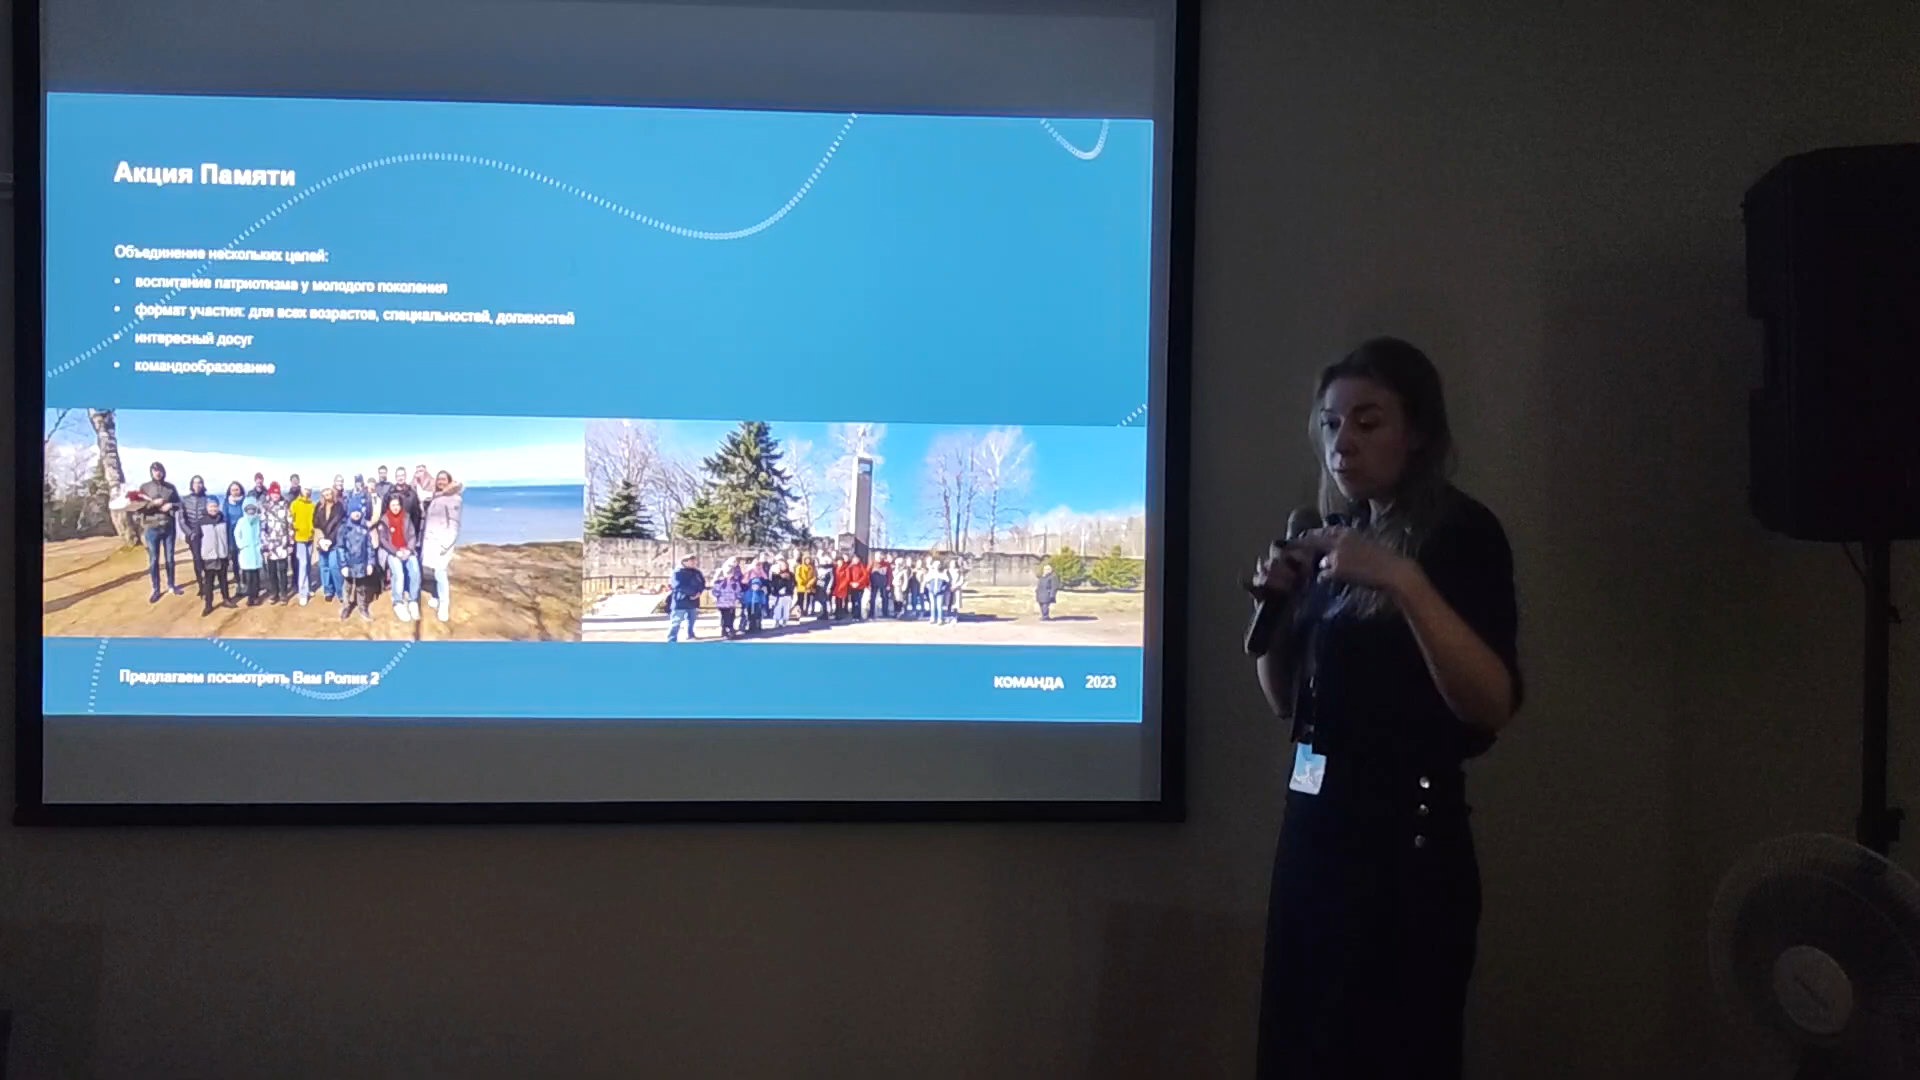 Акция Памяти
Объединение нескольких целей:
• воспитание патриотизма у молодого поколения
• формат участия: для всех возрастов, специальностей, должностей
• интересный досуг
• командообразование
Предлагаем посмотреть Вам Ролик 2
КОМАНДА 2023